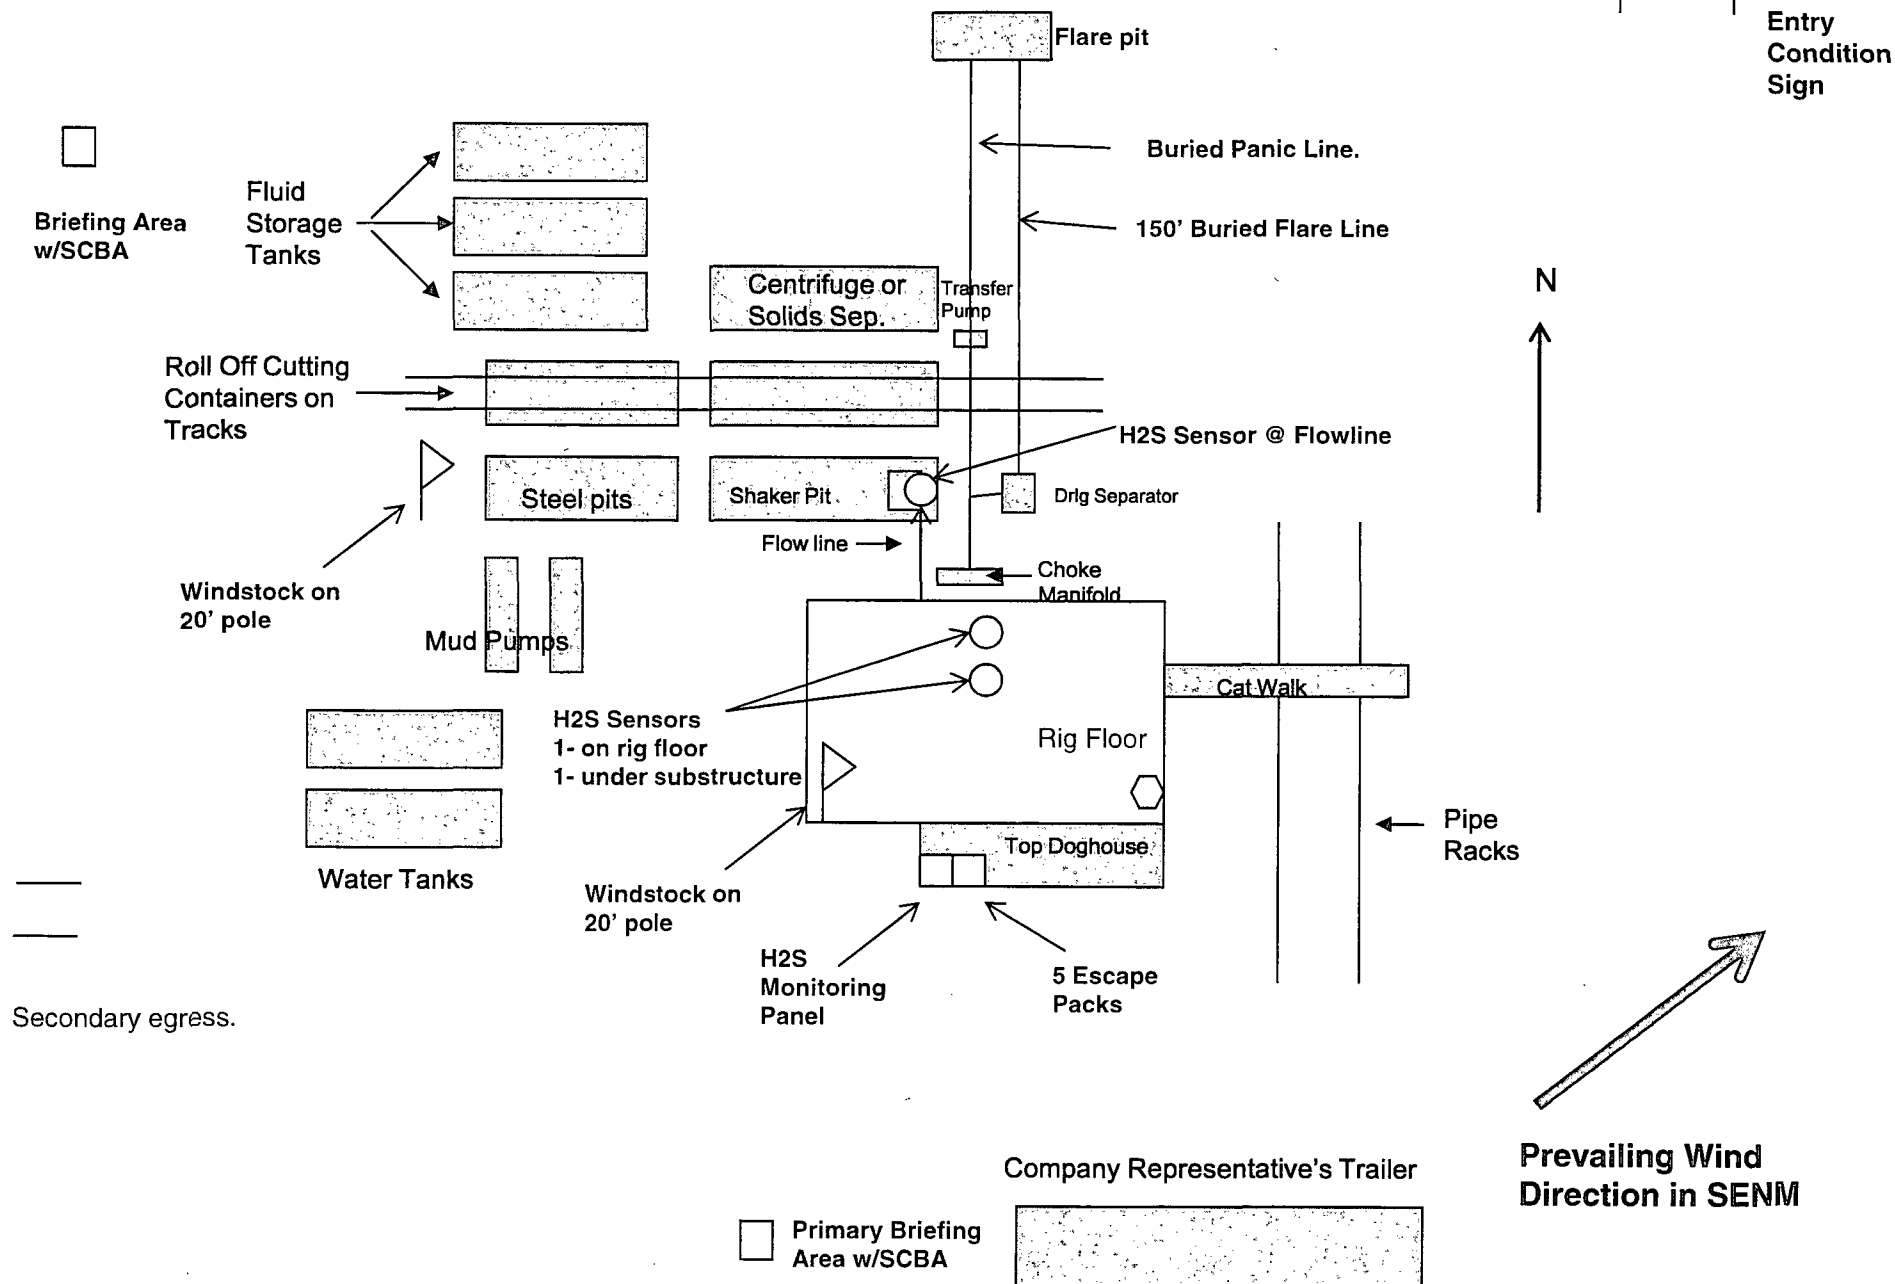 Flare pit
Entry
Condition
Sign
Buried Panic Line.
Fluid
Storage
Tanks
Briefing Area
w/SCBA
150' Buried Flare Line
Centrifuge or
Solids Sep.
Transfer
Pump
N
Roll Off Cutting
Containers on
Tracks
H2S Sensor @ Flowline
Steel pits
Shaker Pit
Drlg Separator
Flow line
Choke
Manifold
Windstock on
20' pole
Mud Pumps
Cat Walk
H2S Sensors
1- on rig floor
1- under substructure
Rig Floor
Pipe
Racks
Top Doghouse
Water Tanks
Windstock on
20' pole
H2S
Monitoring
Panel
5 Escape
Packs
Secondary egress.
Prevailing Wind
Direction in SENM
Company Representative's Trailer
Primary Briefing
Area w/SCBA